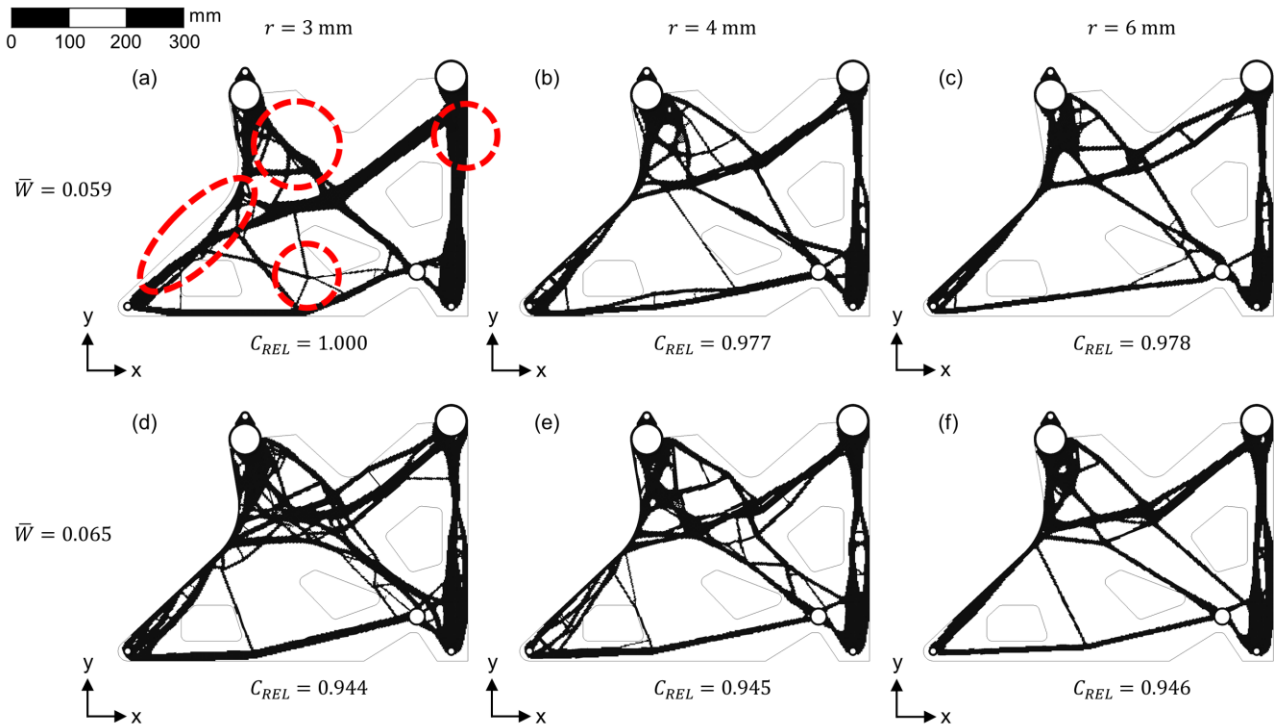 mm
0 100 200 300
r = 3 mm r = 4 mm r = 6 mm
(a) (b) (c)
W̄ = 0.059
y y y
x x x
C_REL = 1.000 C_REL = 0.977 C_REL = 0.978
(d) (e) (f)
W̄ = 0.065
y y y
x x x
C_REL = 0.944 C_REL = 0.945 C_REL = 0.946